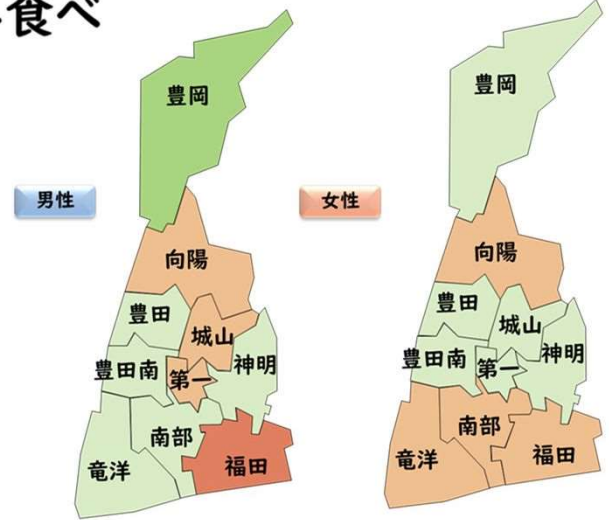 食べ
男性
豊岡
向陽
豊田
城山
豊田南
第一
神明
南部
竜洋
福田
女性
豊岡
向陽
豊田
城山
豊田南
第一
神明
南部
竜洋
福田